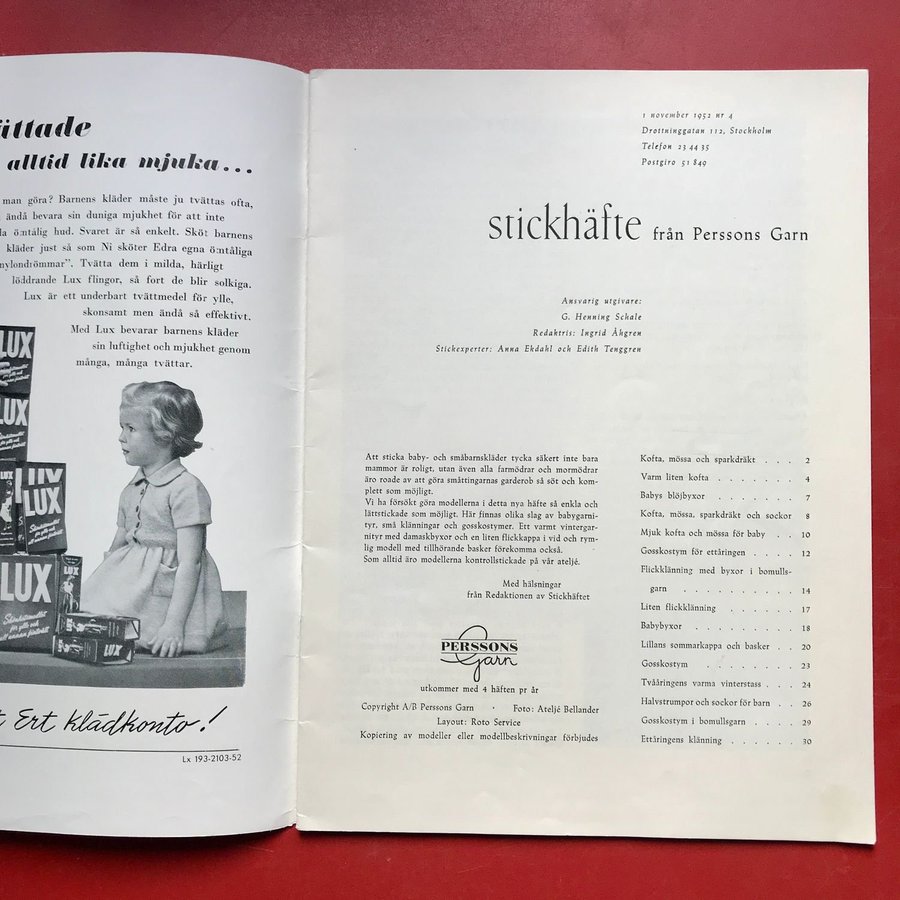 alltid lika mjuka...
man göra? Barnens kläder måste ju tvättas ofta,
ändå bevara sin duniga mjukhet för att inte
ömtålig hud. Svaret är så enkelt. Sköt barnens
kläder just så som Ni sköter Edra egna ömtåliga
Tvätta dem i milda, härligt
löddrande Lux flingor, så fort de blir solkiga.
Lux är ett underbart tvättmedel för ylle,
skonsamt men ändå så effektivt.
Med Lux bevarar barnens kläder
sin luftighet och mjukhet genom
många, många tvättar.
LUX
LUX
LUX
LUX
LUX
Ert klädkonto!
Lx 193-2103-52
1 november 1952 nr 4
Drottninggatan 112, Stockholm
Telefon 23 44 35
Postgiro 51 849
stickhäfte från Perssons Garn
Ansvarig utgivare:
G. Henning Schale
Redaktris: Ingrid Åhgren
Stickexperter: Anna Ekdahl och Edith Tenggren
Att sticka baby- och småbarnskläder tycka säkert inte bara
mammor är roligt, utan även alla farmödrar och mormödrar
äro roade av att göra småttingarnas garderob så söt och kom-
plett som möjligt.
Vi ha försökt göra modellerna i detta nya häfte så enkla och
lättstickade som möjligt. Här finnas olika slag av babygarni-
tyr, små klänningar och gosskostymer. Ett varmt vintergar-
nityr med damaskbyxor och en liten flickkappa i vid och rym-
lig modell med tillhörande basker förekomma också.
Som alltid äro modellerna kontrollstickade på vår ateljé.
Med hälsningar
från Redaktionen av Stickhäftet
PERSSONS
Garn
utkommer med 4 häften pr år
Copyright A/B Perssons Garn · Foto: Ateljé Bellander
Layout: Roto Service
Kopiering av modeller eller modellbeskrivningar förbjudes
Kofta, mössa och sparkdräkt . . . 2
Varm liten kofta . . . . . . . 4
Babys blöjbyxor . . . . . . . 7
Kofta, mössa, sparkdräkt och sockor 8
Mjuk kofta och mössa för baby . . 10
Gosskostym för ettåringen . . . . 12
Flickklänning med byxor i bomulls-
garn . . . . . . . . . . 14
Liten flickklänning . . . . . . 17
Babybyxor . . . . . . . . 18
Lillans sommarkappa och basker . . 20
Gosskostym . . . . . . . . 23
Tvååringens varma vinterstass . . . 24
Halvstrumpor och sockor för barn . . 26
Gosskostym i bomullsgarn . . . . 29
Ettåringens klänning . . . . . . 30